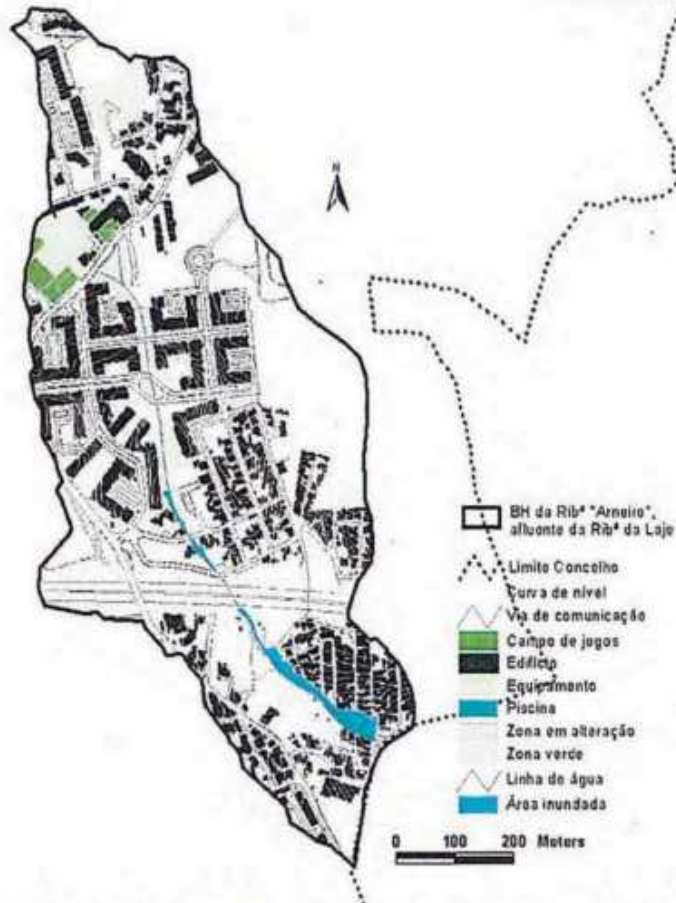 N
BH da Ribª "Arneiro",
afluente da Ribª da Laje
Limite Concelho
Curva de nível
Via de comunicação
Campo de jogos
Edifício
Equipamento
Piscina
Zona em alteração
Zona verde
Linha de água
Área inundada
0 100 200 Meters